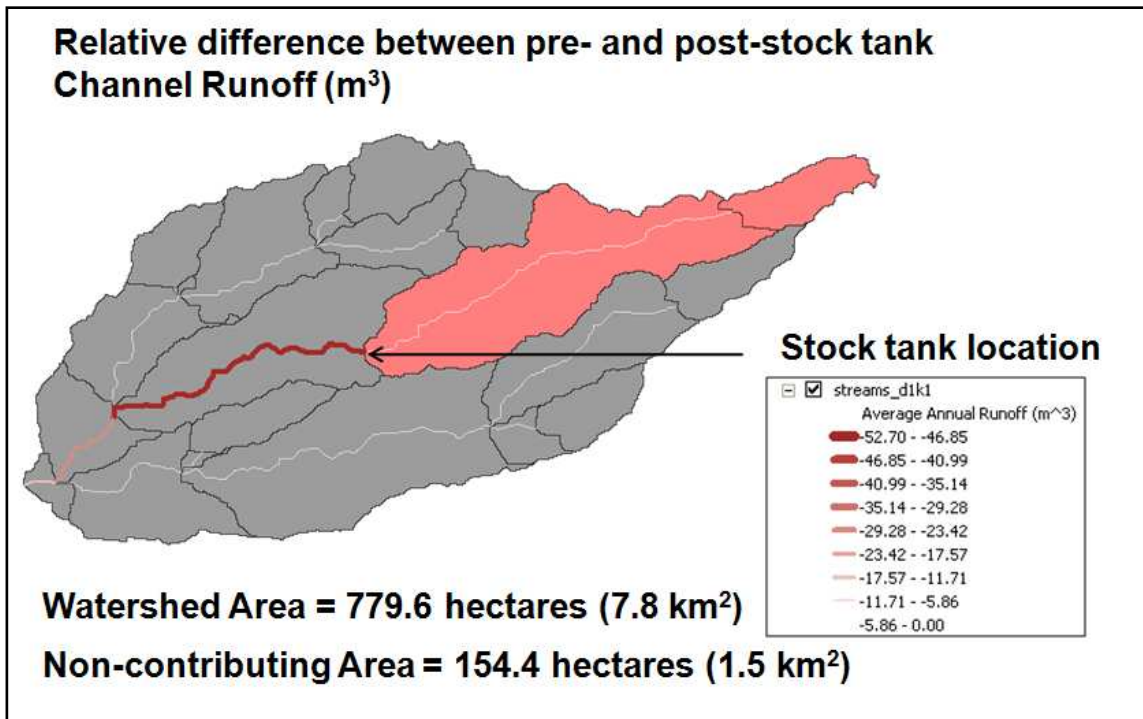 Relative difference between pre- and post-stock tank
Channel Runoff (m³)
Stock tank location
streams_d1k1
Average Annual Runoff (m^3)
-52.70 - -46.85
-46.85 - -40.99
-40.99 - -35.14
-35.14 - -29.28
-29.28 - -23.42
-23.42 - -17.57
-17.57 - -11.71
-11.71 - -5.86
-5.86 - 0.00
Watershed Area = 779.6 hectares (7.8 km²)
Non-contributing Area = 154.4 hectares (1.5 km²)